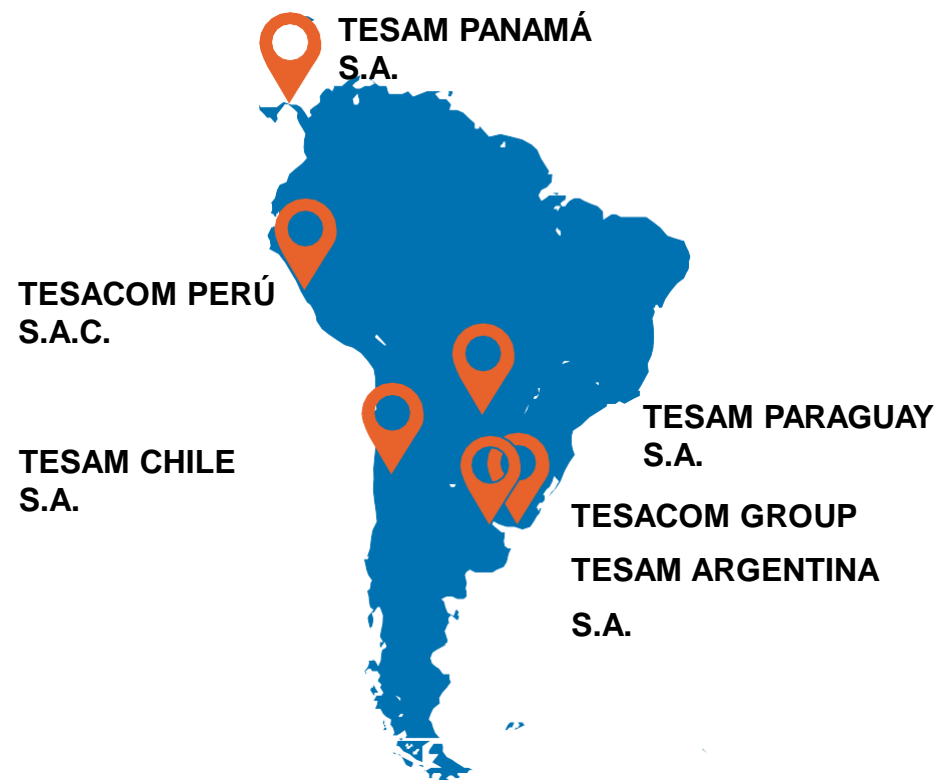 TESAM PANAMÁ
S.A.
TESACOM PERÚ
S.A.C.
TESAM CHILE
S.A.
TESAM PARAGUAY
S.A.
TESACOM GROUP
TESAM ARGENTINA
S.A.